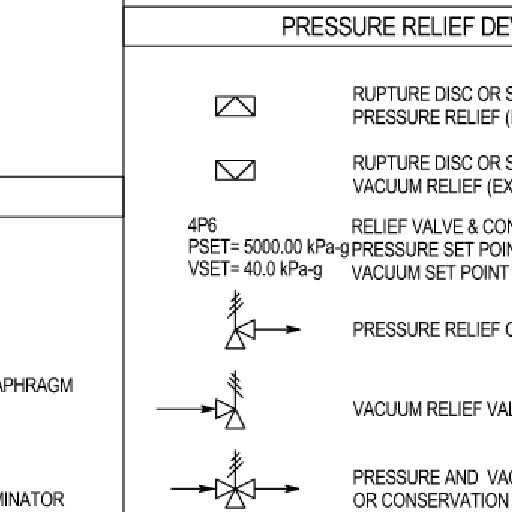 PRESSURE RELIEF DE
RUPTURE DISC OR S
PRESSURE RELIEF (
RUPTURE DISC OR S
VACUUM RELIEF (EX
4P6
PSET= 5000.00 kPa-g
VSET= 40.0 kPa-g
RELIEF VALVE & CON
PRESSURE SET POIN
VACUUM SET POINT
PRESSURE RELIEF O
APHRAGM
VACUUM RELIEF VAL
MINATOR
PRESSURE AND VAC
OR CONSERVATION